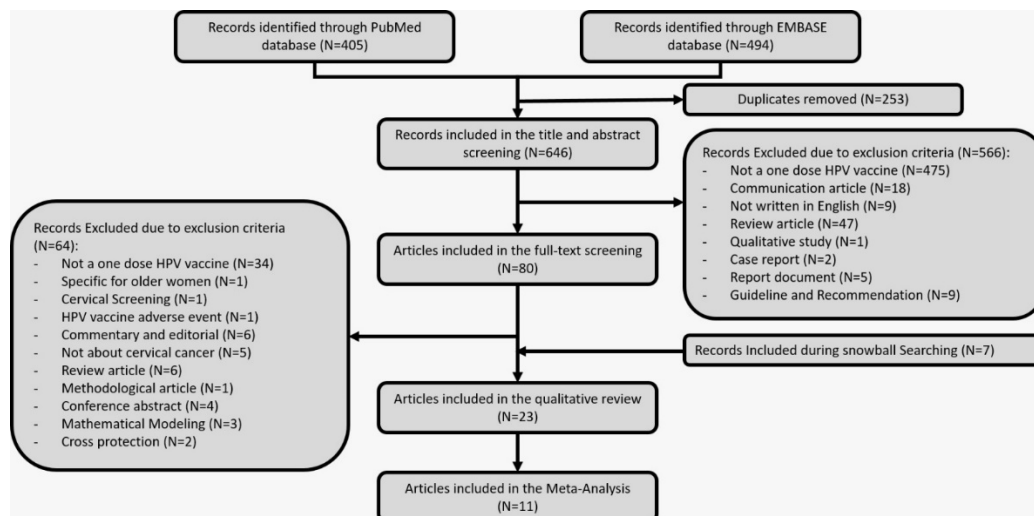 Records identified through PubMed
database (N=405)
Records identified through EMBASE
database (N=494)
Duplicates removed (N=253)
Records included in the title and abstract
screening (N=646)
Records Excluded due to exclusion criteria (N=566):
- Not a one dose HPV vaccine (N=475)
- Communication article (N=18)
- Not written in English (N=9)
- Review article (N=47)
- Qualitative study (N=1)
- Case report (N=2)
- Report document (N=5)
- Guideline and Recommendation (N=9)
Articles included in the full-text screening
(N=80)
Records Excluded due to exclusion criteria
(N=64):
- Not a one dose HPV vaccine (N=34)
- Specific for older women (N=1)
- Cervical Screening (N=1)
- HPV vaccine adverse event (N=1)
- Commentary and editorial (N=6)
- Not about cervical cancer (N=5)
- Review article (N=6)
- Methodological article (N=1)
- Conference abstract (N=4)
- Mathematical Modeling (N=3)
- Cross protection (N=2)
Records Included during snowball Searching (N=7)
Articles included in the qualitative review
(N=23)
Articles included in the Meta-Analysis
(N=11)